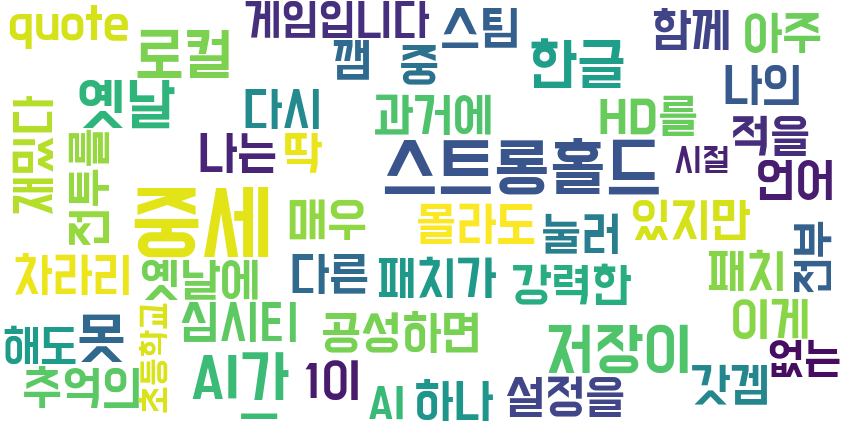 quote
게임입니다
로컬
깸
중
스팀
한글
함께
아주
옛날
다시
과거에
HD를
나의
적을
재밌다
전투를
나는
딱
스트롱홀드
시절
언어
중세
매우
몰라도
눌러
있지만
전부
차라리
옛날에
다른
패치가
강력한
패치
해도
못
초등학교
심시티
공성하면
저장이
이게
없는
추억의
AI가
1이
AI
하나
설정을
갓겜